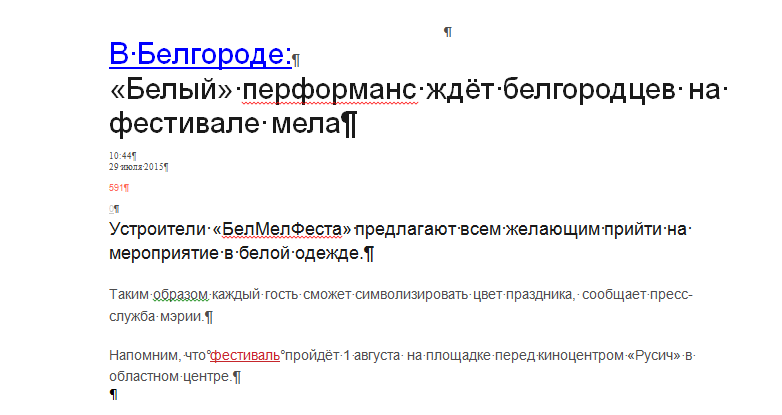 В Белгороде:
«Белый» перформанс ждёт белгородцев на
фестивале мела
10:44
29 июля 2015
591
0
Устроители «БелМелФеста» предлагают всем желающим прийти на
мероприятие в белой одежде.
Таким образом каждый гость сможет символизировать цвет праздника, сообщает пресс-
служба мэрии.
Напомним, что фестиваль пройдёт 1 августа на площадке перед киноцентром «Русич» в
областном центре.